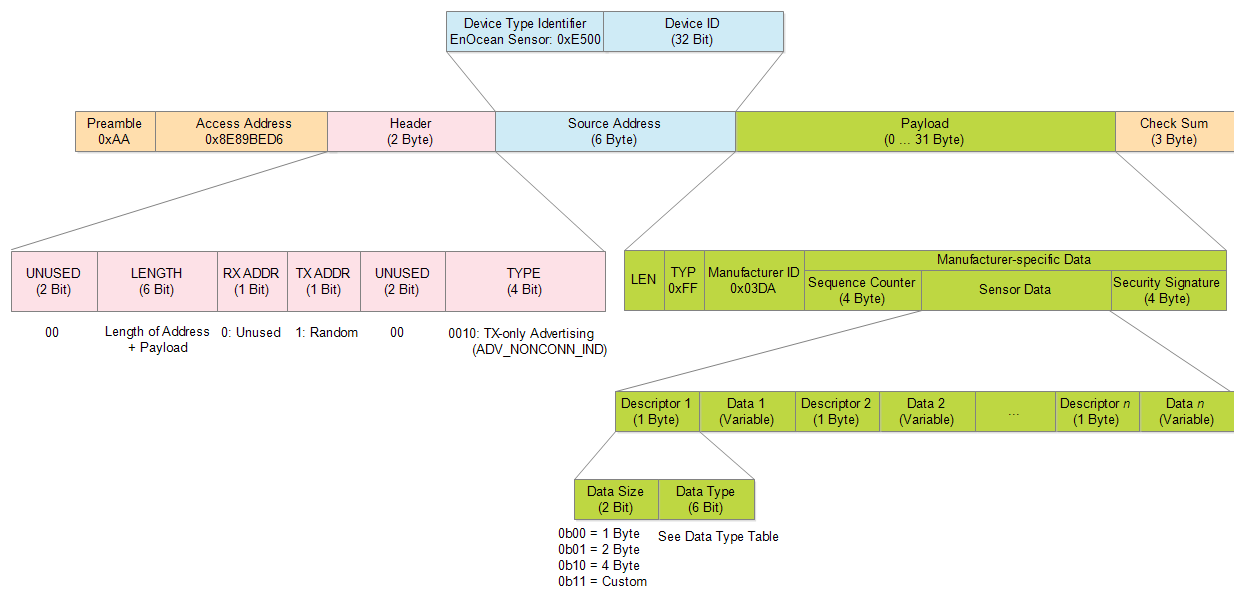 Device Type Identifier
EnOcean Sensor: 0xE500
Device ID
(32 Bit)
Preamble
0xAA
Access Address
0x8E89BED6
Header
(2 Byte)
Source Address
(6 Byte)
Payload
(0 ... 31 Byte)
Check Sum
(3 Byte)
UNUSED
(2 Bit)
LENGTH
(6 Bit)
RX ADDR
(1 Bit)
TX ADDR
(1 Bit)
UNUSED
(2 Bit)
TYPE
(4 Bit)
00
Length of Address
+ Payload
0: Unused
1: Random
00
0010: TX-only Advertising
(ADV_NONCONN_IND)
LEN
TYP
0xFF
Manufacturer ID
0x03DA
Manufacturer-specific Data
Sequence Counter
(4 Byte)
Sensor Data
Security Signature
(4 Byte)
Descriptor 1
(1 Byte)
Data 1
(Variable)
Descriptor 2
(1 Byte)
Data 2
(Variable)
...
Descriptor n
(1 Byte)
Data n
(Variable)
Data Size
(2 Bit)
Data Type
(6 Bit)
0b00 = 1 Byte
0b01 = 2 Byte
0b10 = 4 Byte
0b11 = Custom
See Data Type Table